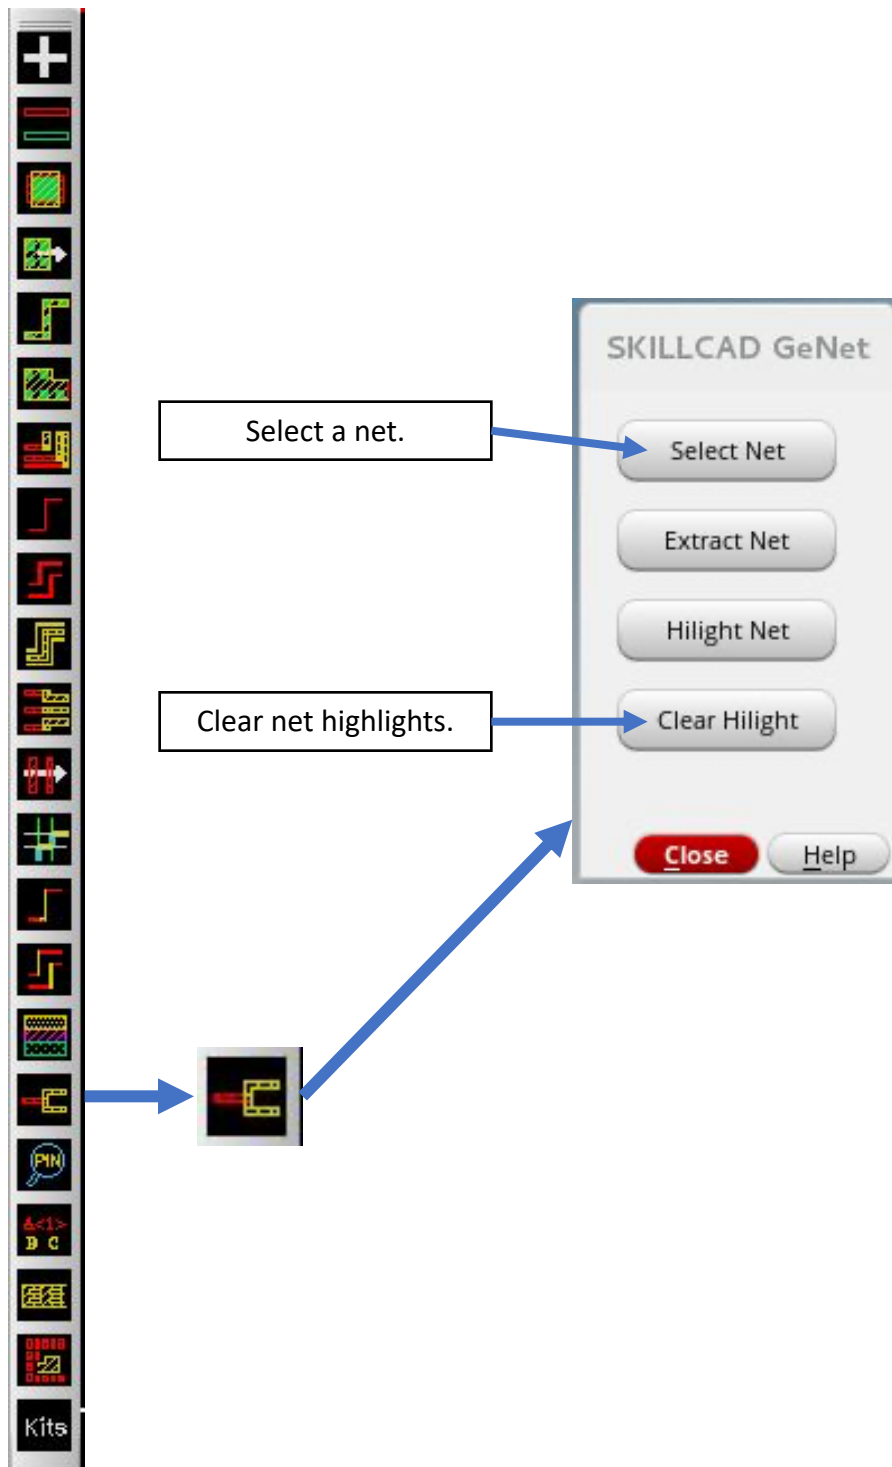 SKILLCAD GeNet
Select a net.
Select Net
Extract Net
Hilight Net
Clear net highlights.
Clear Hilight
Close
Help
PIN
A<1>
B C
Kits